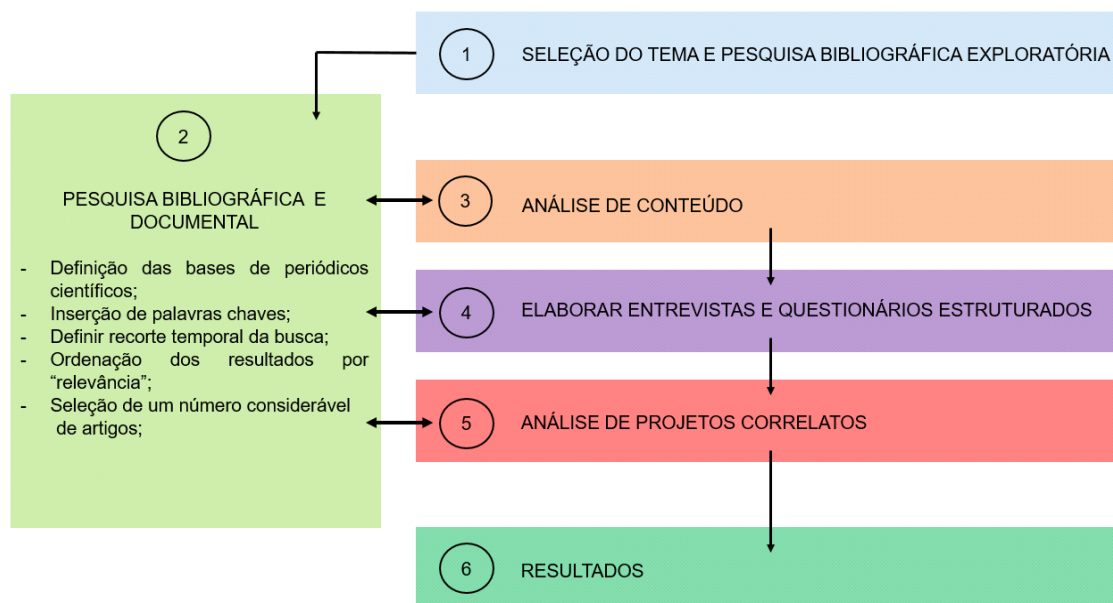 1
SELEÇÃO DO TEMA E PESQUISA BIBLIOGRÁFICA EXPLORATÓRIA
2
PESQUISA BIBLIOGRÁFICA E
DOCUMENTAL
- Definição das bases de periódicos
científicos;
- Inserção de palavras chaves;
- Definir recorte temporal da busca;
- Ordenação dos resultados por
“relevância”;
- Seleção de um número considerável
de artigos;
3
ANÁLISE DE CONTEÚDO
4
ELABORAR ENTREVISTAS E QUESTIONÁRIOS ESTRUTURADOS
5
ANÁLISE DE PROJETOS CORRELATOS
6
RESULTADOS